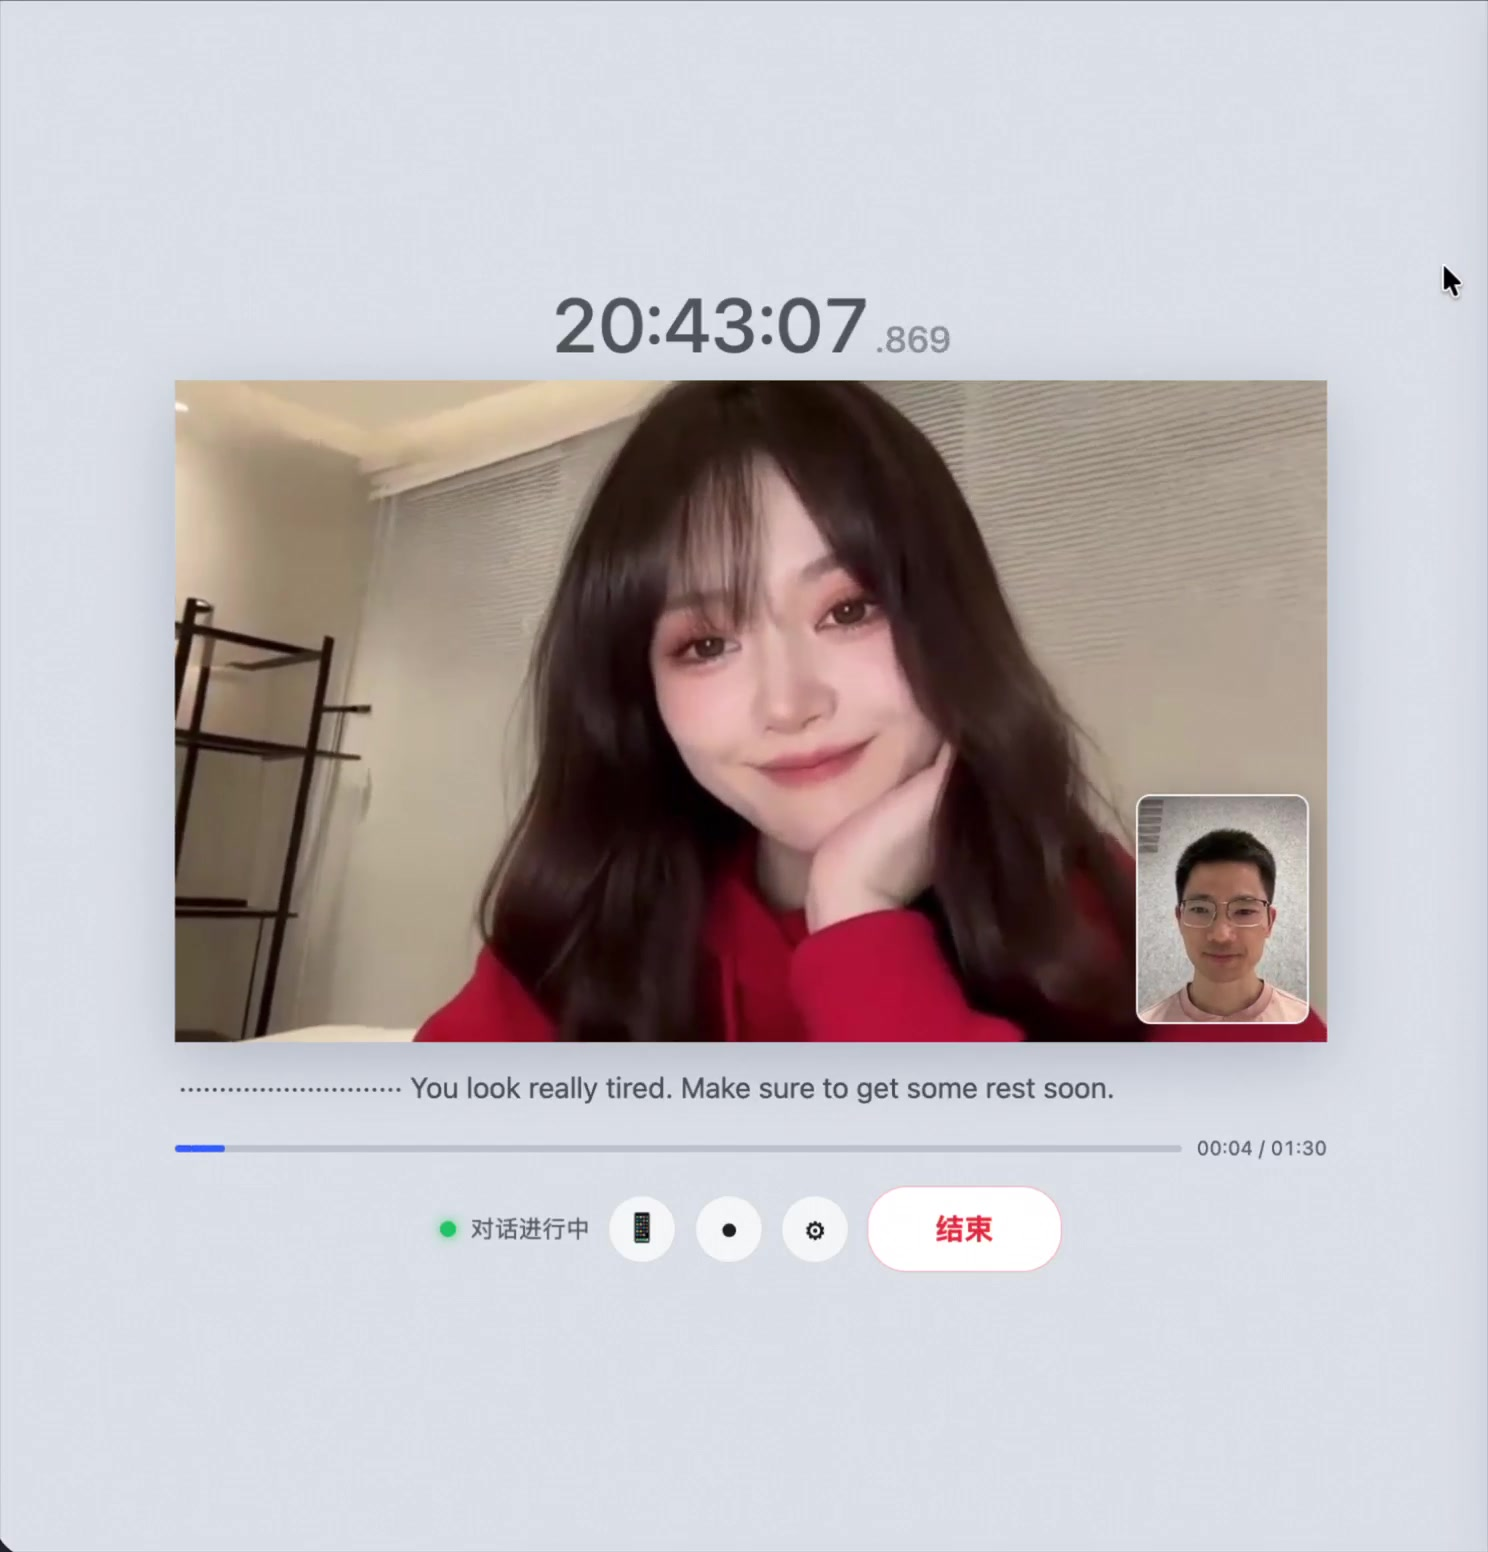 20:43:07.869
........................... You look really tired. Make sure to get some rest soon.
00:04 / 01:30
对话进行中
结束